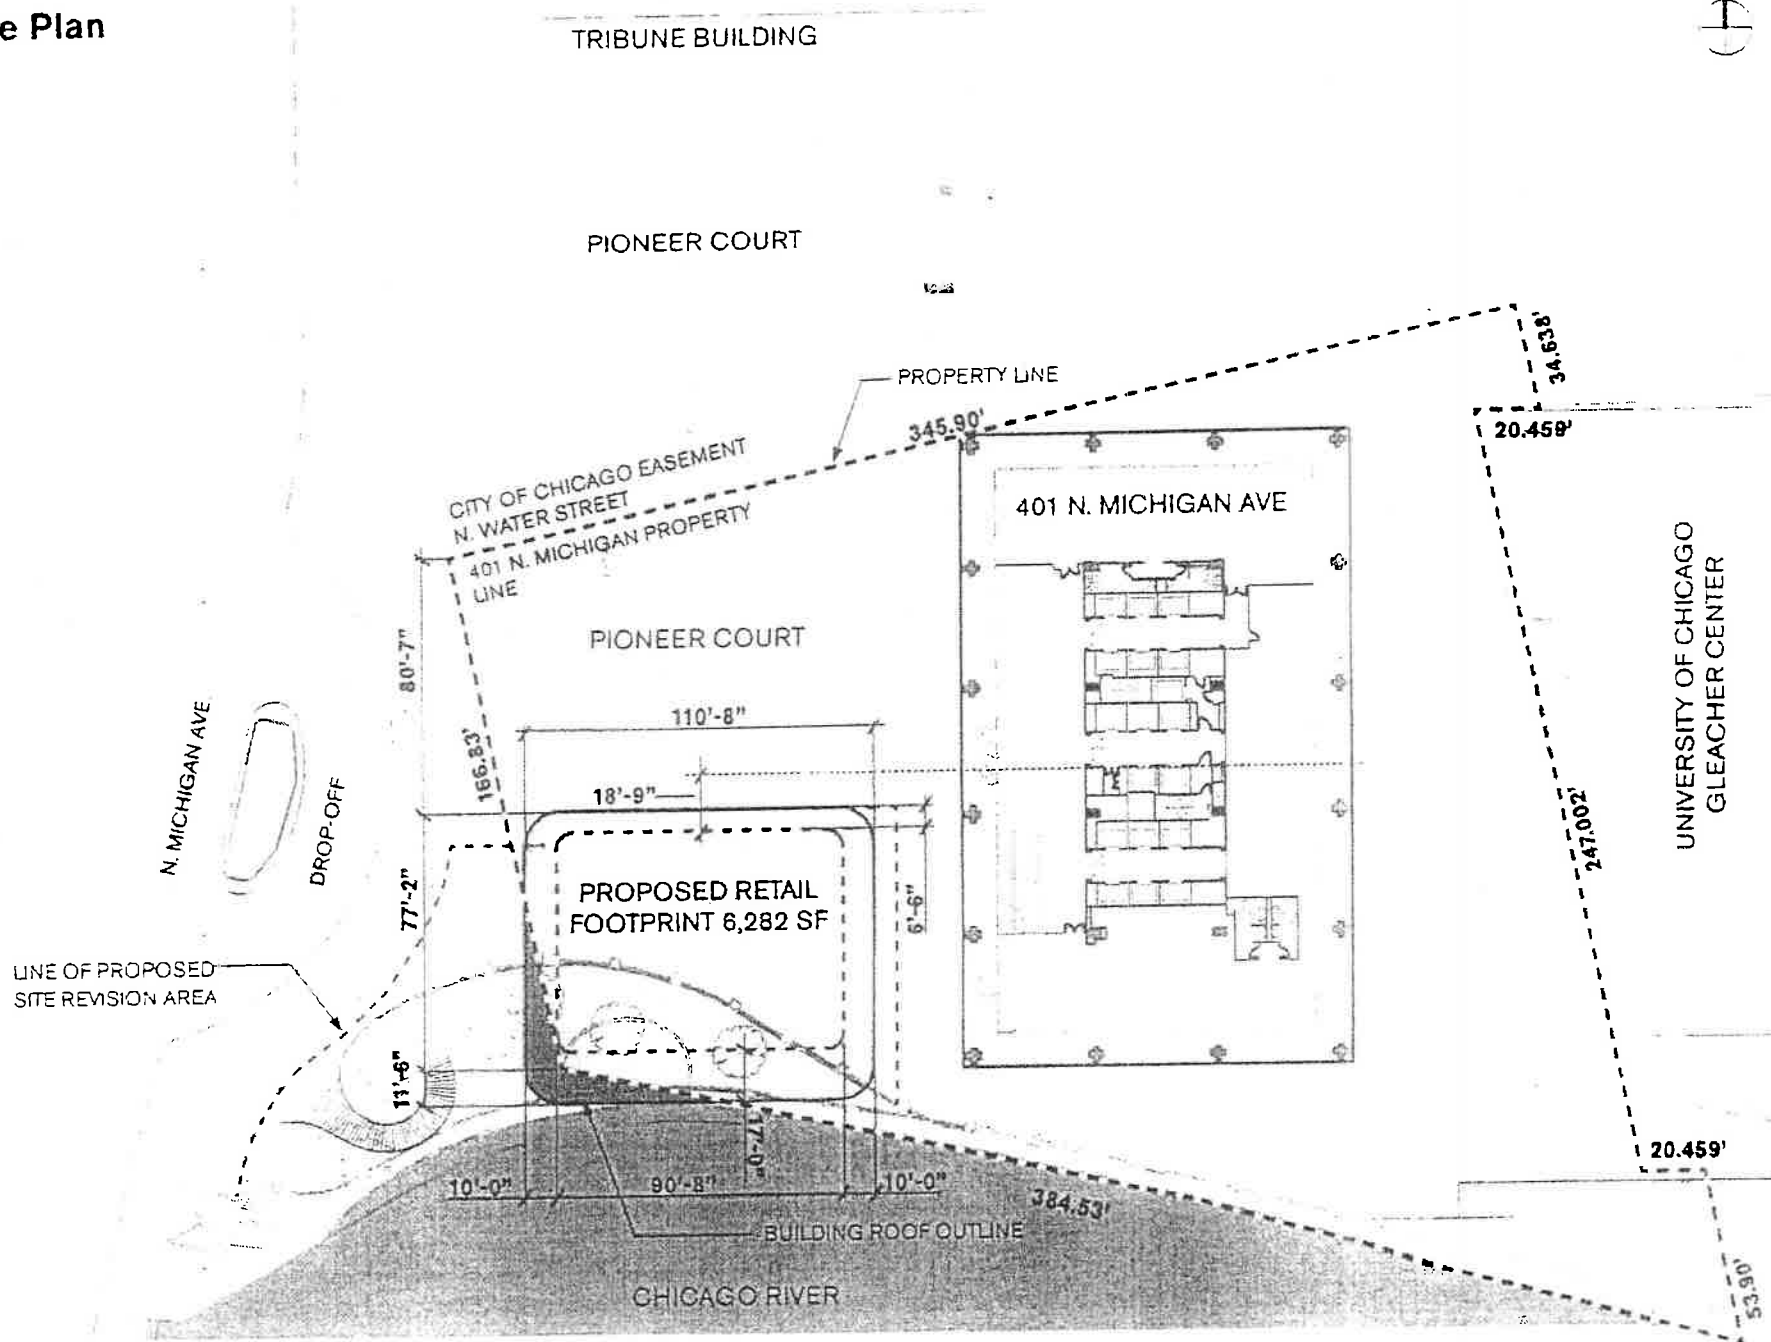 e Plan
TRIBUNE BUILDING
PIONEER COURT
PROPERTY LINE
34.638'
345.90'
20.459'
CITY OF CHICAGO EASEMENT
N. WATER STREET
401 N. MICHIGAN PROPERTY
LINE
401 N. MICHIGAN AVE
UNIVERSITY OF CHICAGO
GLEACHER CENTER
PIONEER COURT
80'-7"
110'-8"
166.83'
N. MICHIGAN AVE
DROP-OFF
18'-9"
247.002'
77'-2"
PROPOSED RETAIL
FOOTPRINT 6,282 SF
6'-6"
LINE OF PROPOSED
SITE REVISION AREA
11'-6"
17'-0"
20.459'
10'-0"
90'-8"
10'-0"
384.53'
BUILDING ROOF OUTLINE
CHICAGO RIVER
53.90'